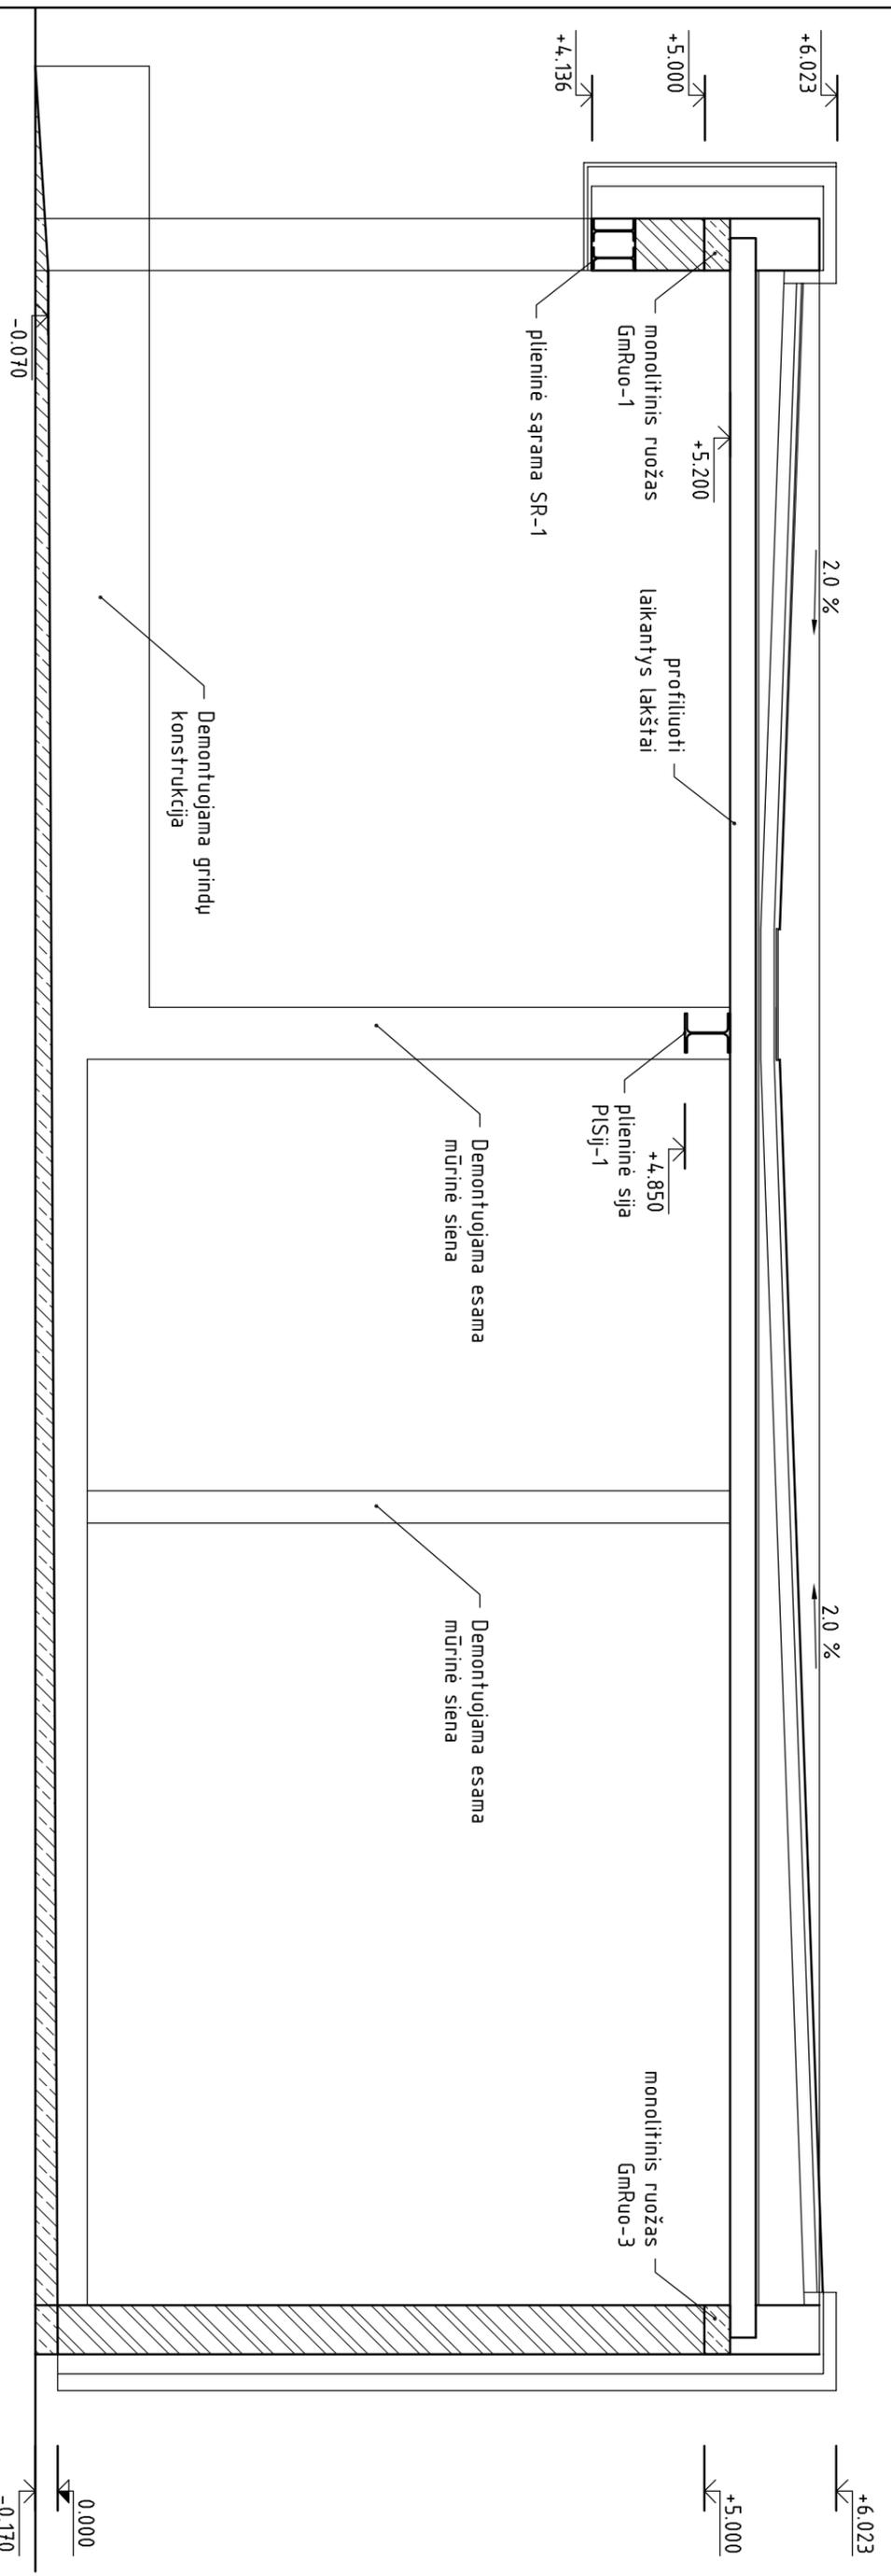 +6.023
+5.000
+4.136
2.0 %
2.0 %
monolitinis ruožas
GmRuo-1
plieninė sąrama SR-1
+5.200
profiliuoti
laikantys lakštai
plieninė sija
PlSij-1
+4.850
monolitinis ruožas
GmRuo-3
Demontuojama esama
mūrinė siena
Demontuojama esama
mūrinė siena
Demontuojama grindų
konstrukcija
-0.070
+6.023
+5.000
0.000
-0.170